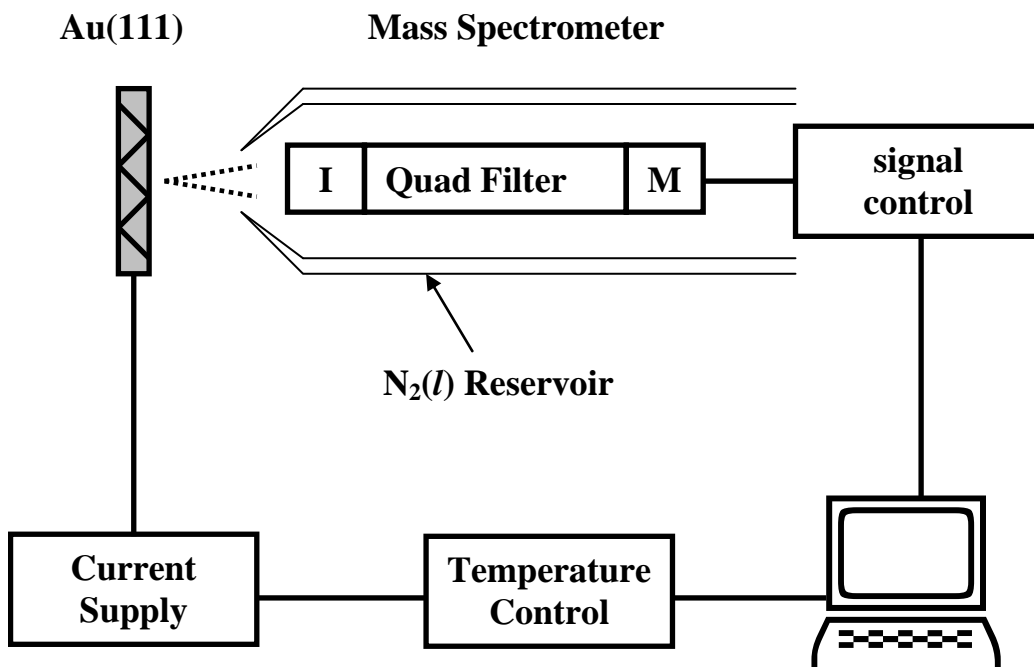 Au(111)
Mass Spectrometer
I
Quad Filter
M
signal
control
N₂(l) Reservoir
Current
Supply
Temperature
Control